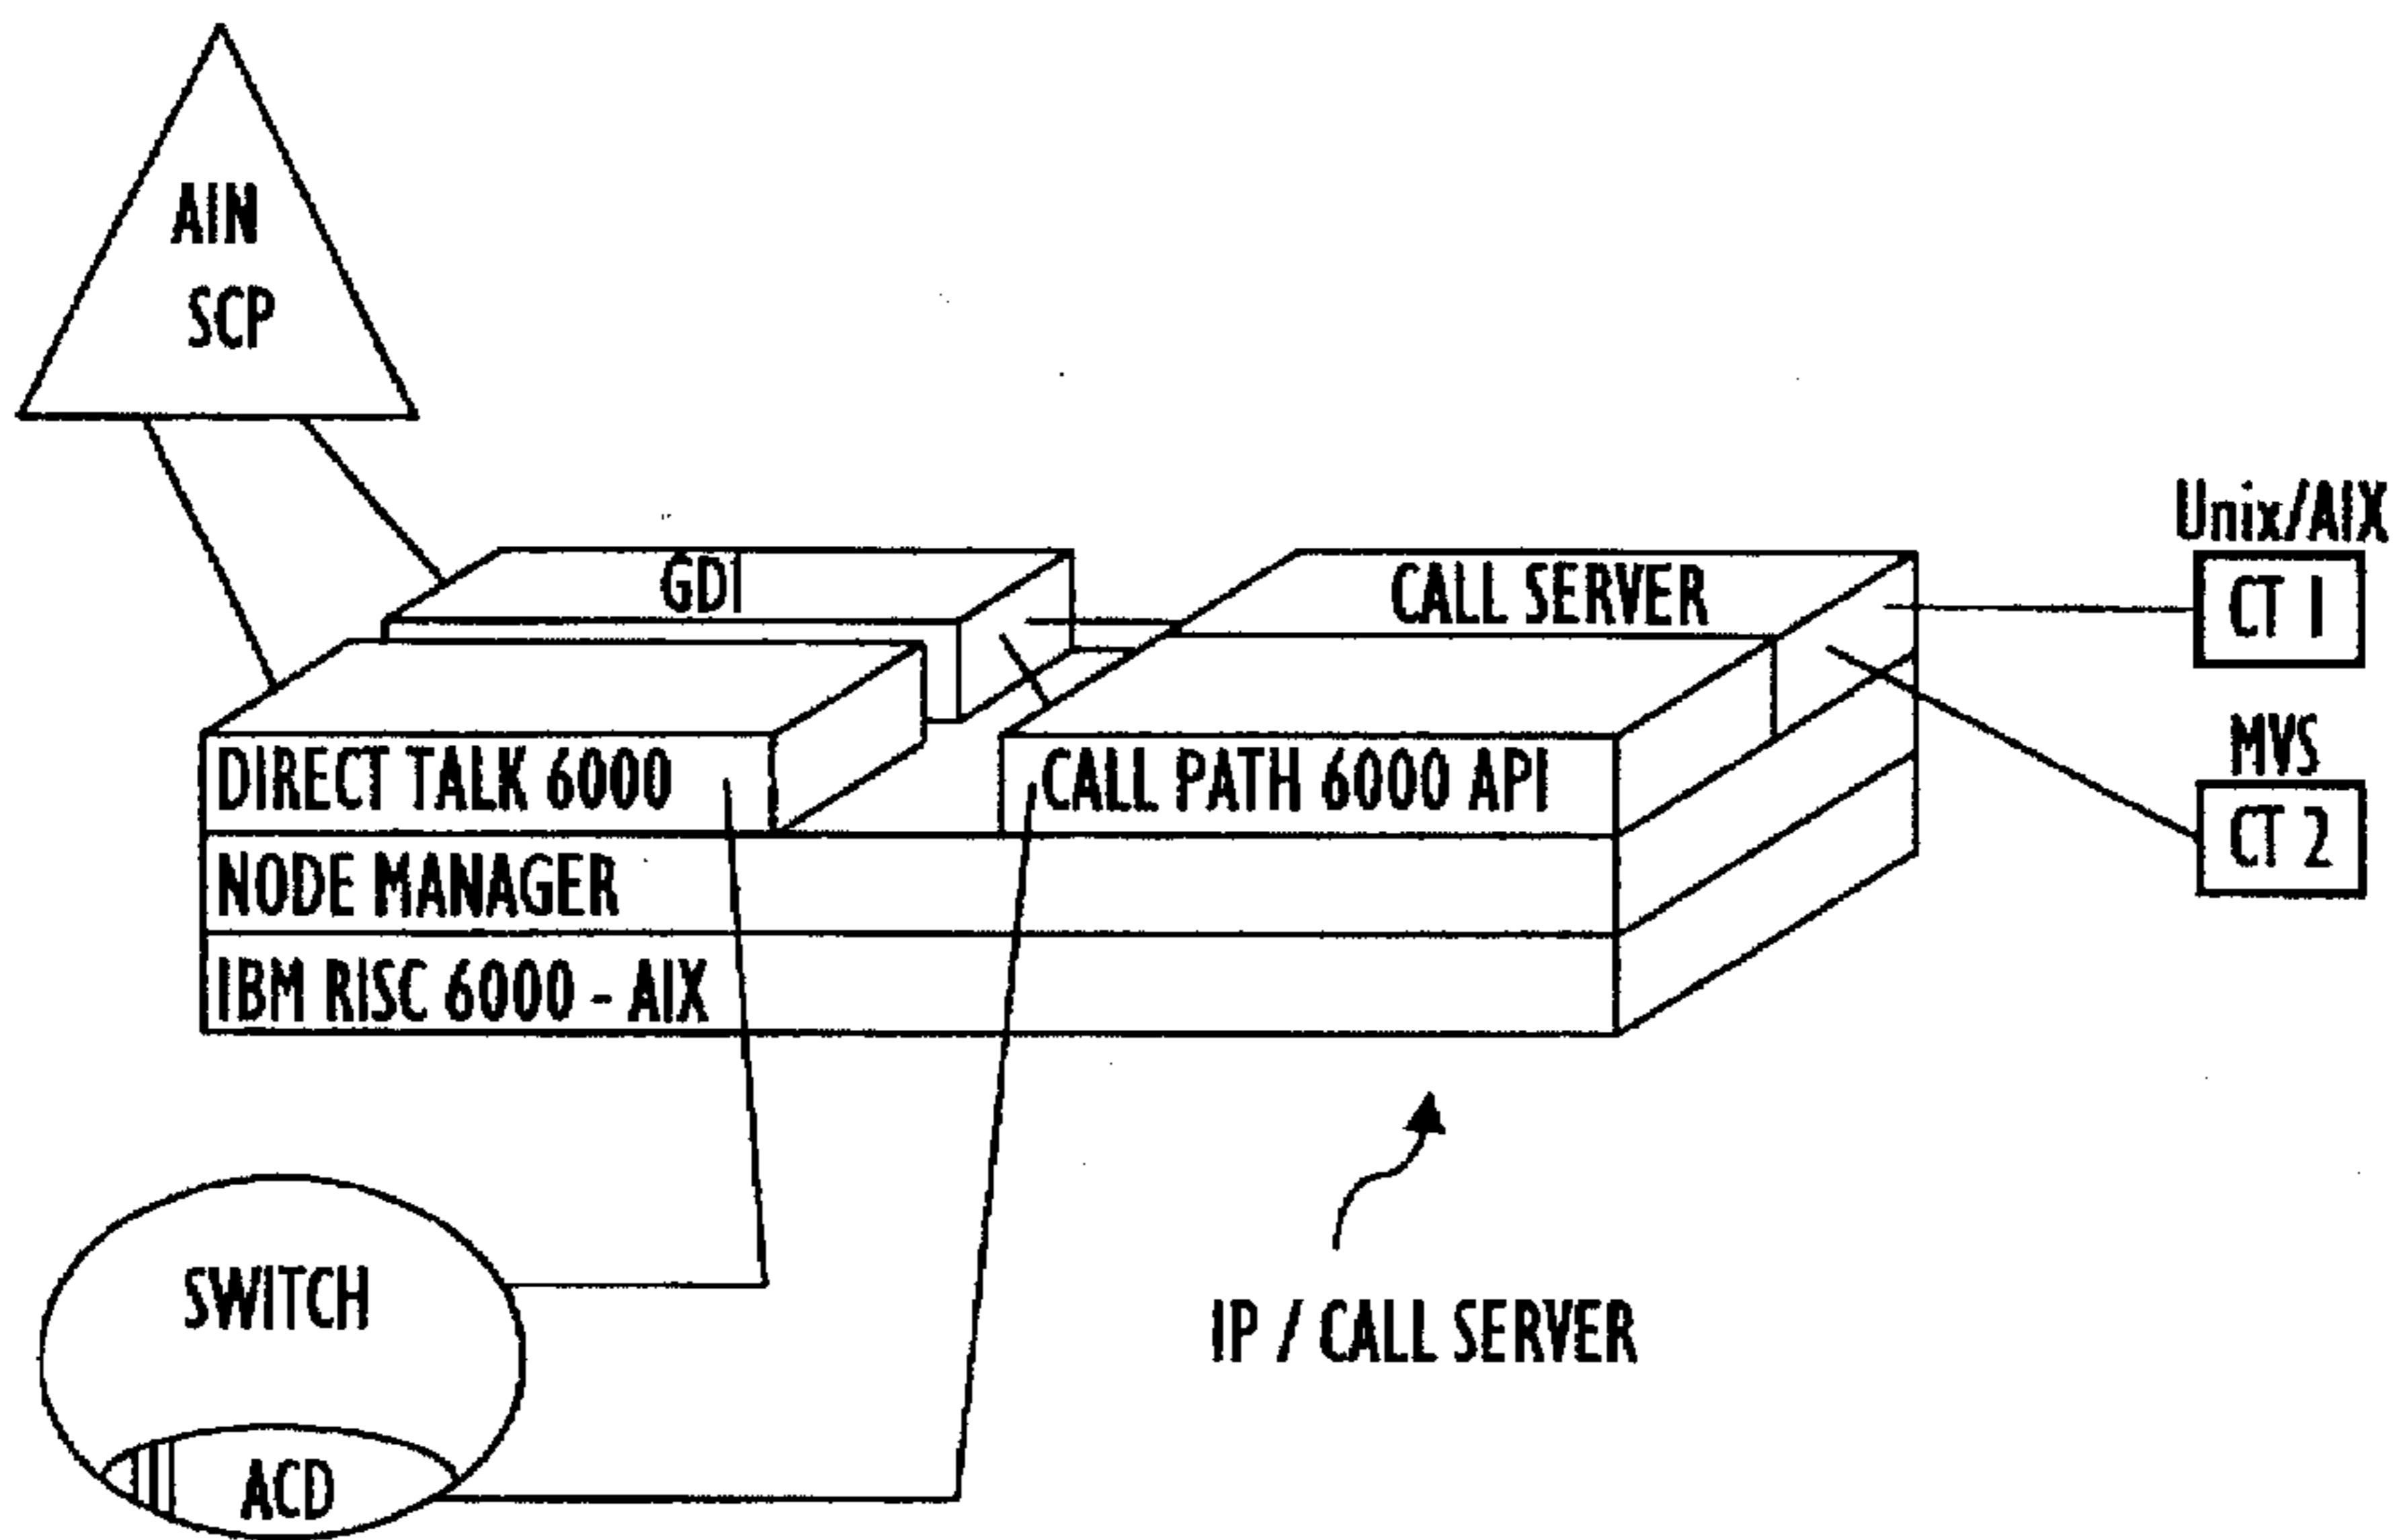 AIN
SCP
Unix/AIX
GDI
CALL SERVER
CT 1
MVS
DIRECT TALK 6000
CALL PATH 6000 API
CT 2
NODE MANAGER
IBM RISC 6000 - AIX
SWITCH
IP / CALL SERVER
ACD